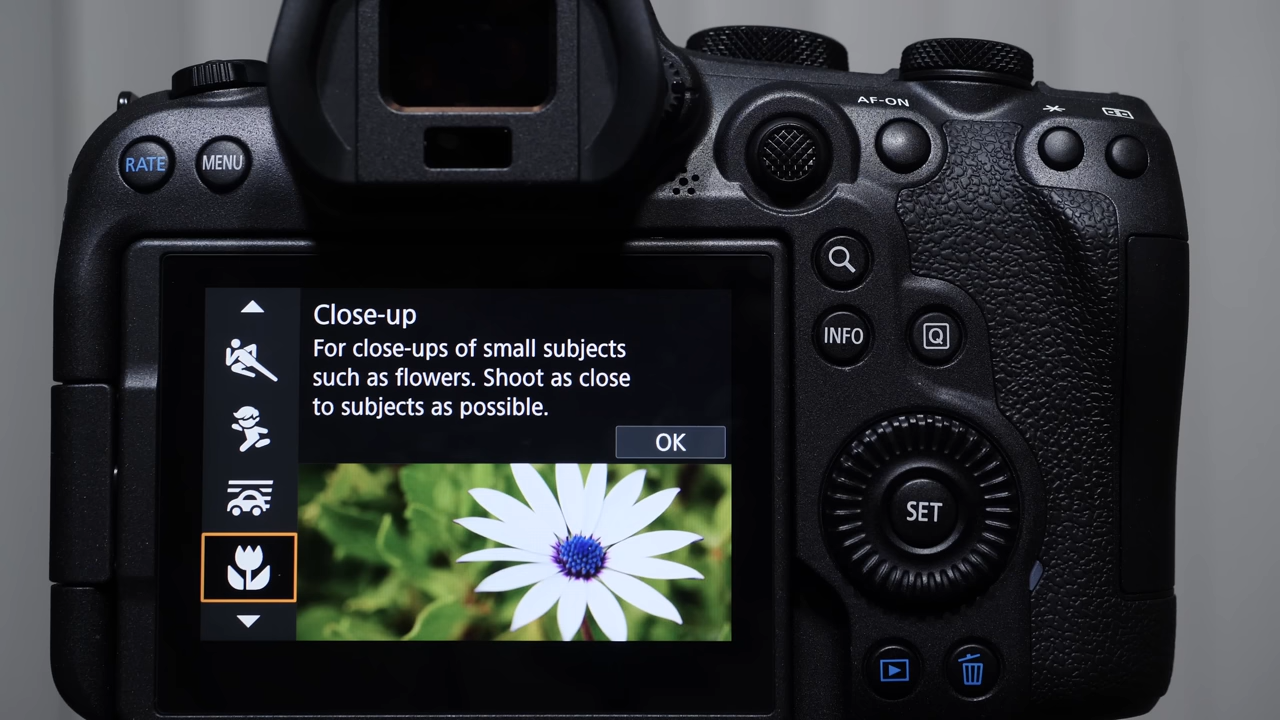 AF-ON
RATE
MENU
INFO
Q
SET
Close-up
For close-ups of small subjects
such as flowers. Shoot as close
to subjects as possible.
OK